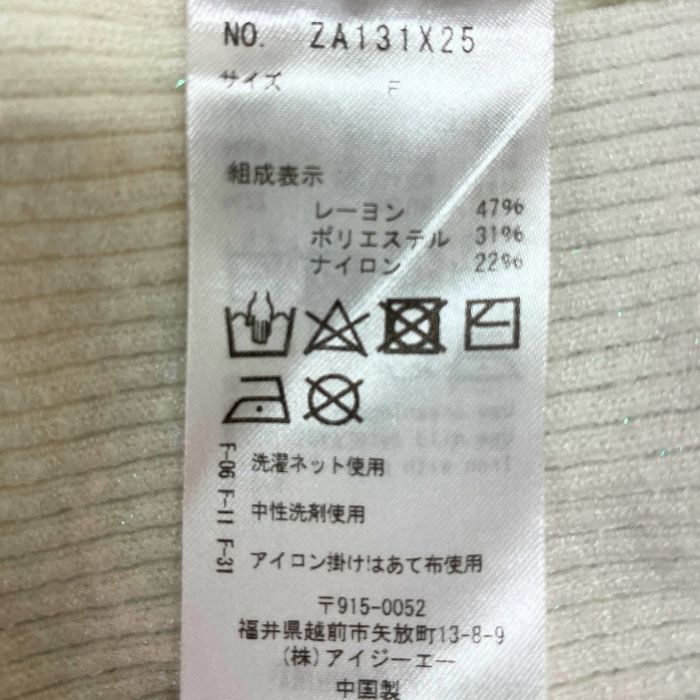 NO. ZA131X25
サイズ F
組成表示
レーヨン 47%
ポリエステル 31%
ナイロン 22%
F-06 F-11 F-31
洗濯ネット使用
中性洗剤使用
アイロン掛けはあて布使用
〒915-0052
福井県越前市矢放町13-8-9
(株)アイジーエー
中国製